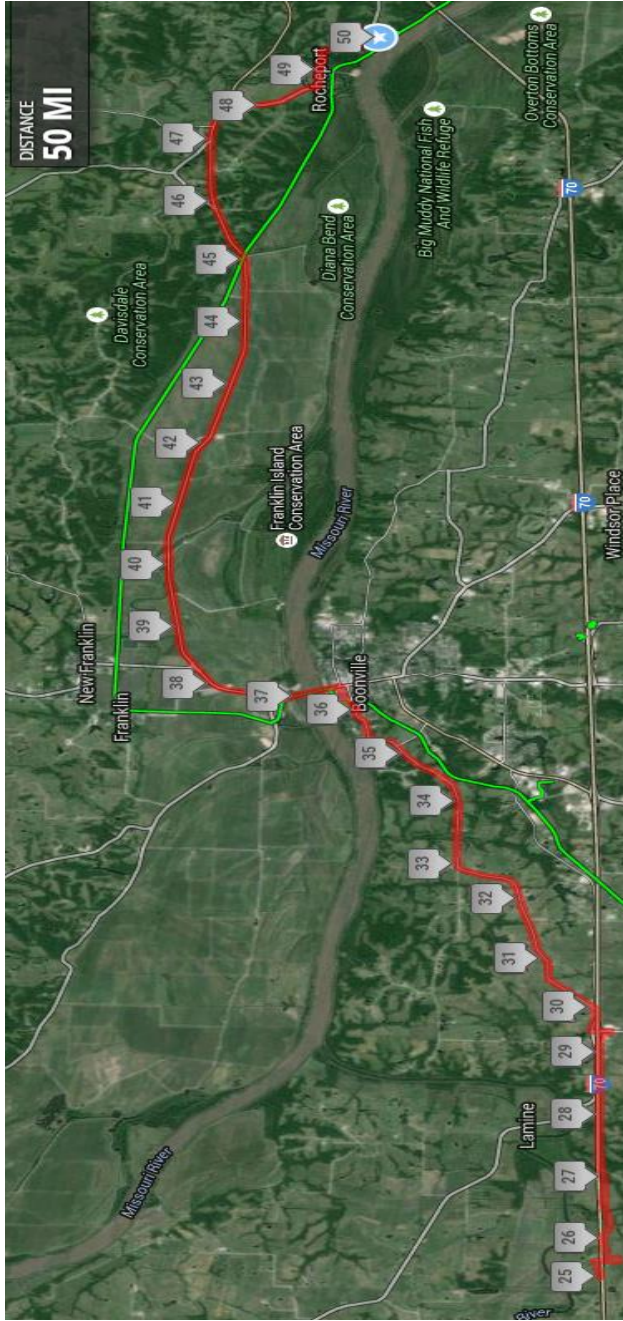 DISTANCE
50 MI
Davisdale
Conservation Area
New Franklin
Franklin
Missouri River
25
26
27
28
29
30
31
32
33
34
35
36
37
38
39
40
41
42
43
44
45
46
47
48
49
50
Rocheport
Franklin Island
Conservation Area
Missouri River
Diana Bend
Conservation Area
Boonville
Big Muddy National Fish
And Wildlife Refuge
Overton Bottoms
Conservation Area
Lamine
River
70
70
70
Windsor Place